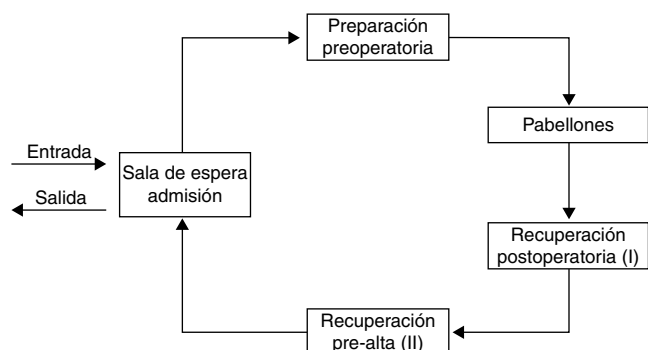 Preparación
preoperatoria
Pabellones
Entrada
Sala de espera
admisión
Salida
Recuperación
postoperatoria (I)
Recuperación
pre-alta (II)